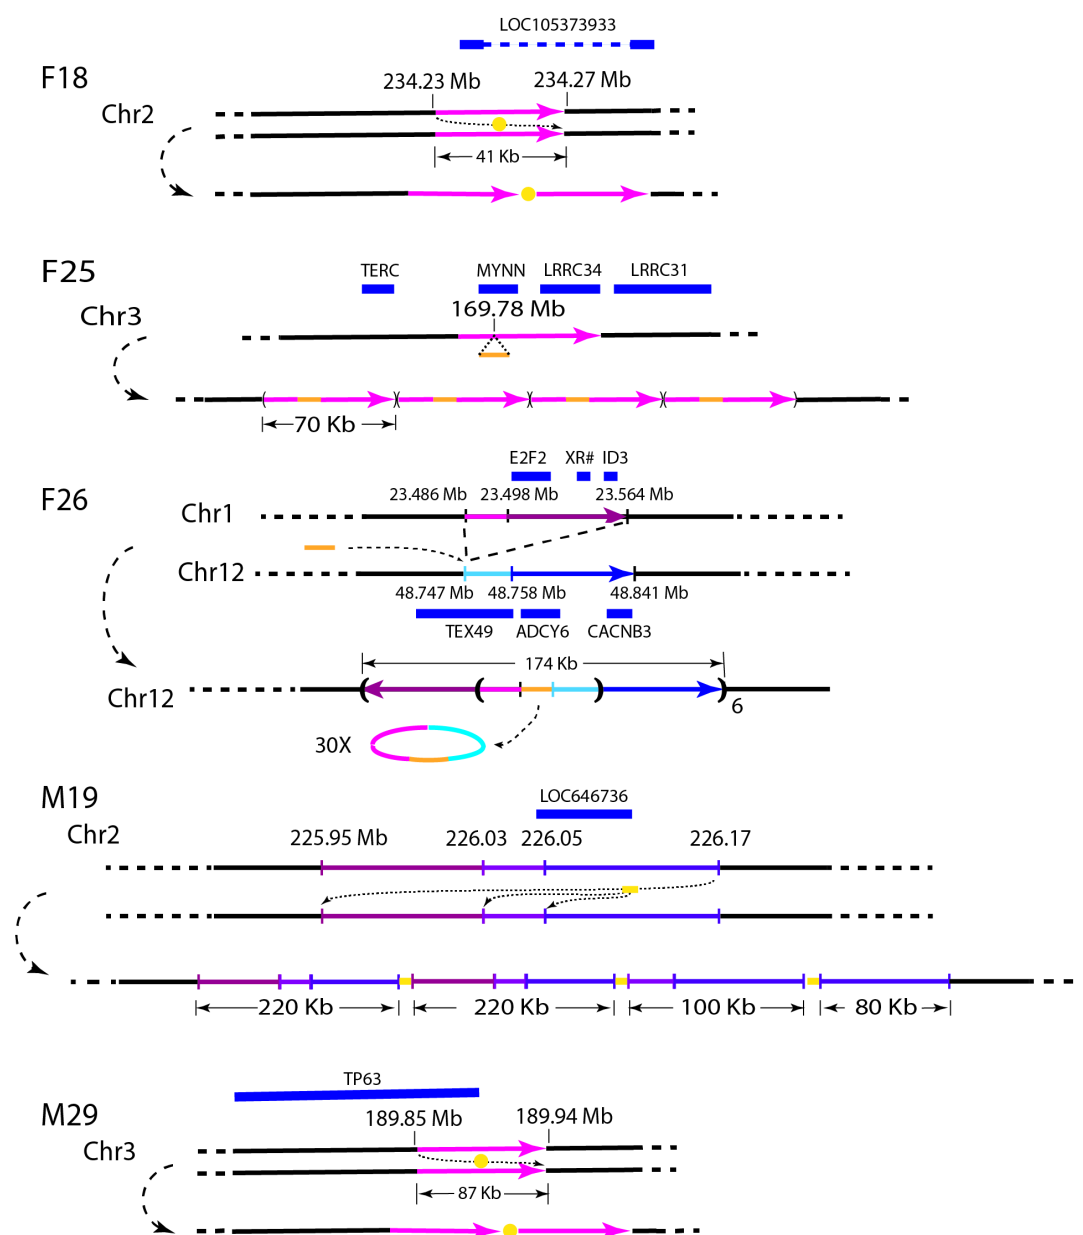 LOC105373933
F18
234.23 Mb
234.27 Mb
Chr2
41 Kb
F25
TERC
MYNN
LRRC34
LRRC31
169.78 Mb
Chr3
70 Kb
E2F2
XR#
ID3
F26
23.486 Mb
23.498 Mb
23.564 Mb
Chr1
Chr12
48.747 Mb
48.758 Mb
48.841 Mb
TEX49
ADCY6
CACNB3
174 Kb
Chr12
6
30X
M19
LOC646736
Chr2
225.95 Mb
226.03
226.05
226.17
220 Kb
220 Kb
100 Kb
80 Kb
TP63
M29
189.85 Mb
189.94 Mb
Chr3
87 Kb